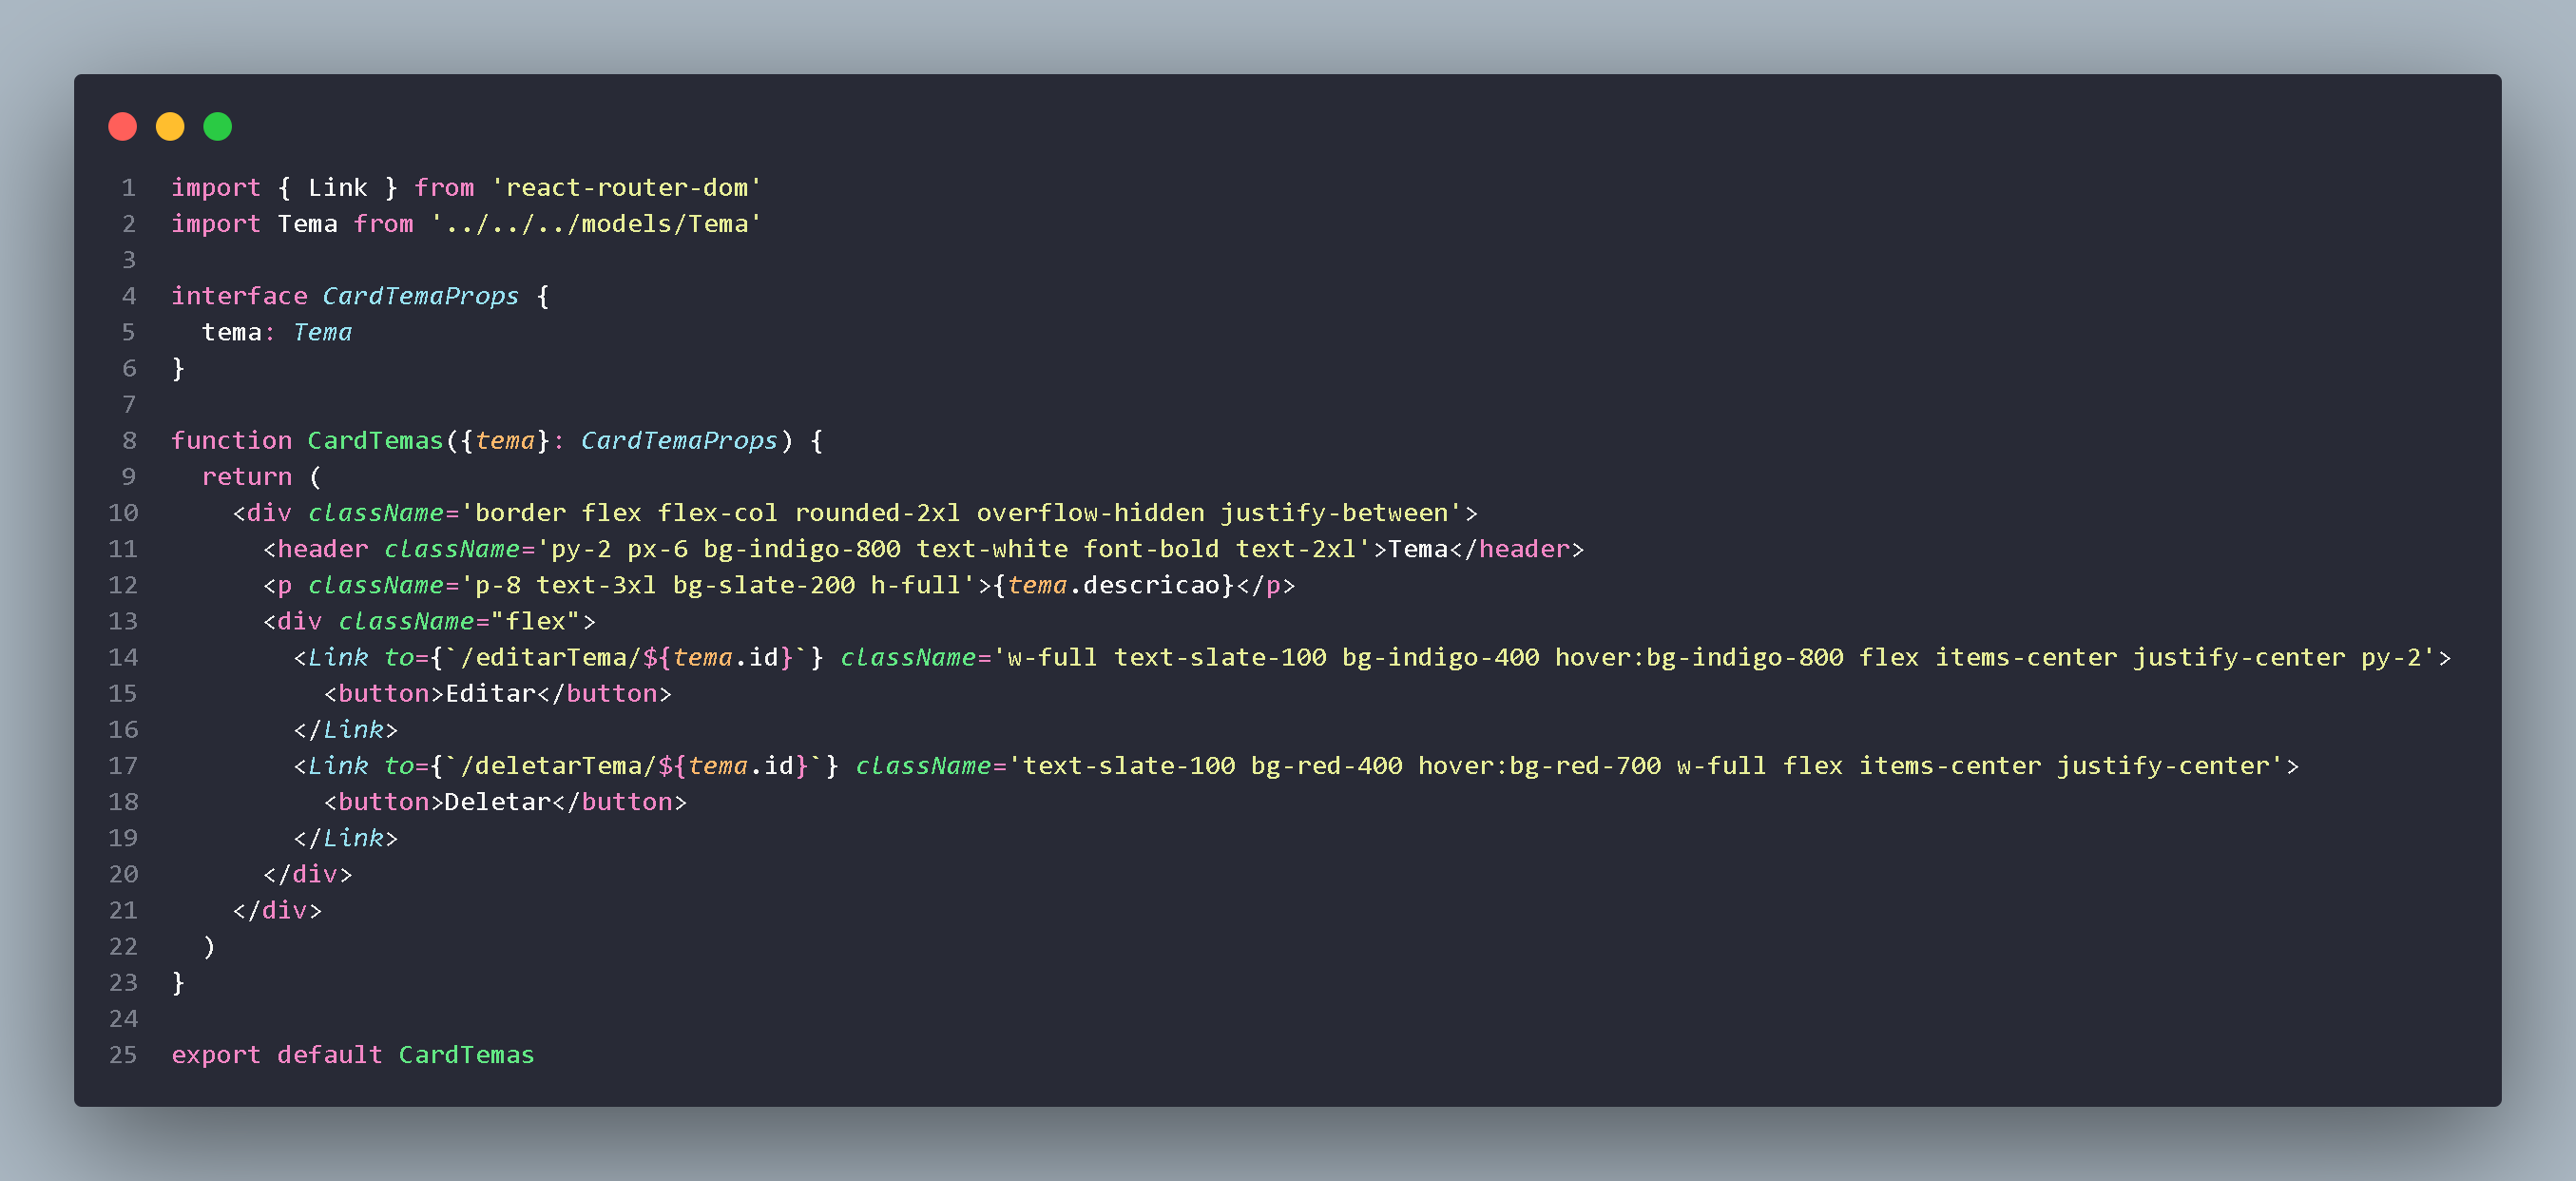 1 import { Link } from 'react-router-dom'
2 import Tema from '../../../models/Tema'
3
4 interface CardTemaProps {
5   tema: Tema
6 }
7
8 function CardTemas({tema}: CardTemaProps) {
9   return (
10     <div className='border flex flex-col rounded-2xl overflow-hidden justify-between'>
11       <header className='py-2 px-6 bg-indigo-800 text-white font-bold text-2xl'>Tema</header>
12       <p className='p-8 text-3xl bg-slate-200 h-full'>{tema.descricao}</p>
13       <div className="flex">
14         <Link to={`/editarTema/${tema.id}`} className='w-full text-slate-100 bg-indigo-400 hover:bg-indigo-800 flex items-center justify-center py-2'>
15           <button>Editar</button>
16         </Link>
17         <Link to={`/deletarTema/${tema.id}`} className='text-slate-100 bg-red-400 hover:bg-red-700 w-full flex items-center justify-center'>
18           <button>Deletar</button>
19         </Link>
20       </div>
21     </div>
22   )
23 }
24
25 export default CardTemas